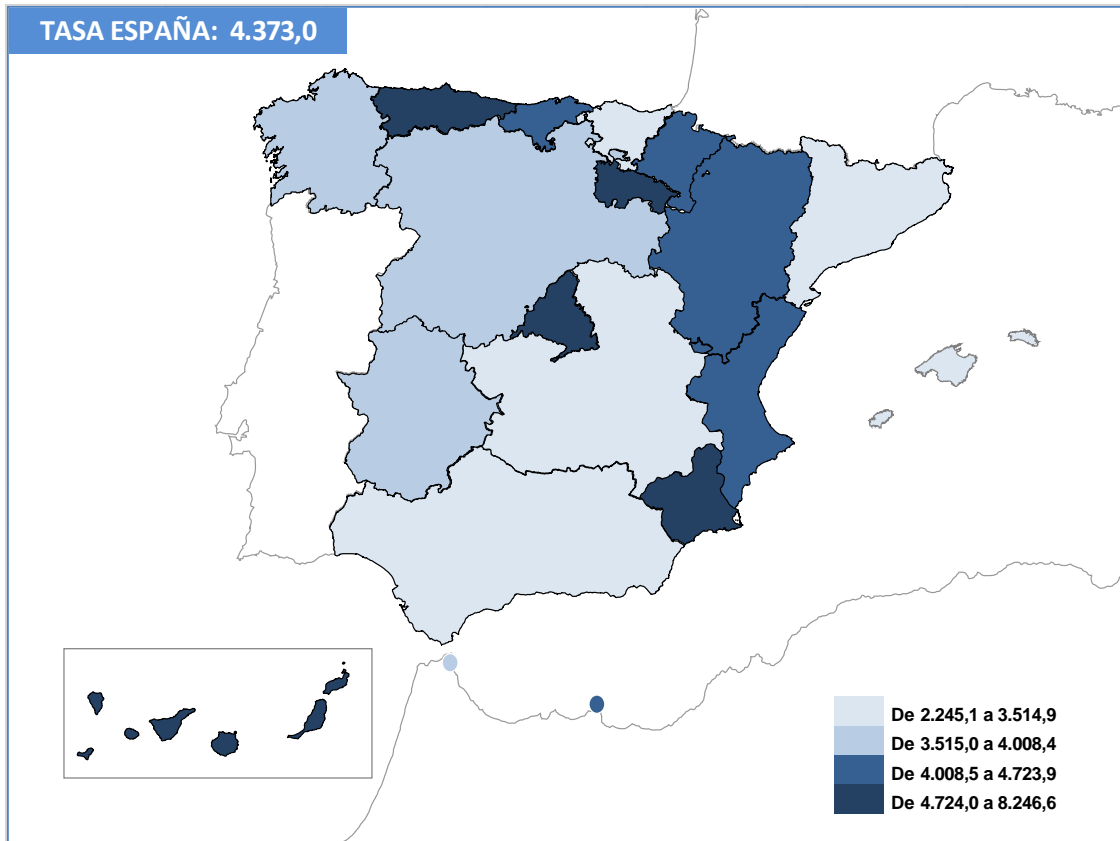 TASA ESPAÑA: 4.373,0
De 2.245,1 a 3.514,9
De 3.515,0 a 4.008,4
De 4.008,5 a 4.723,9
De 4.724,0 a 8.246,6